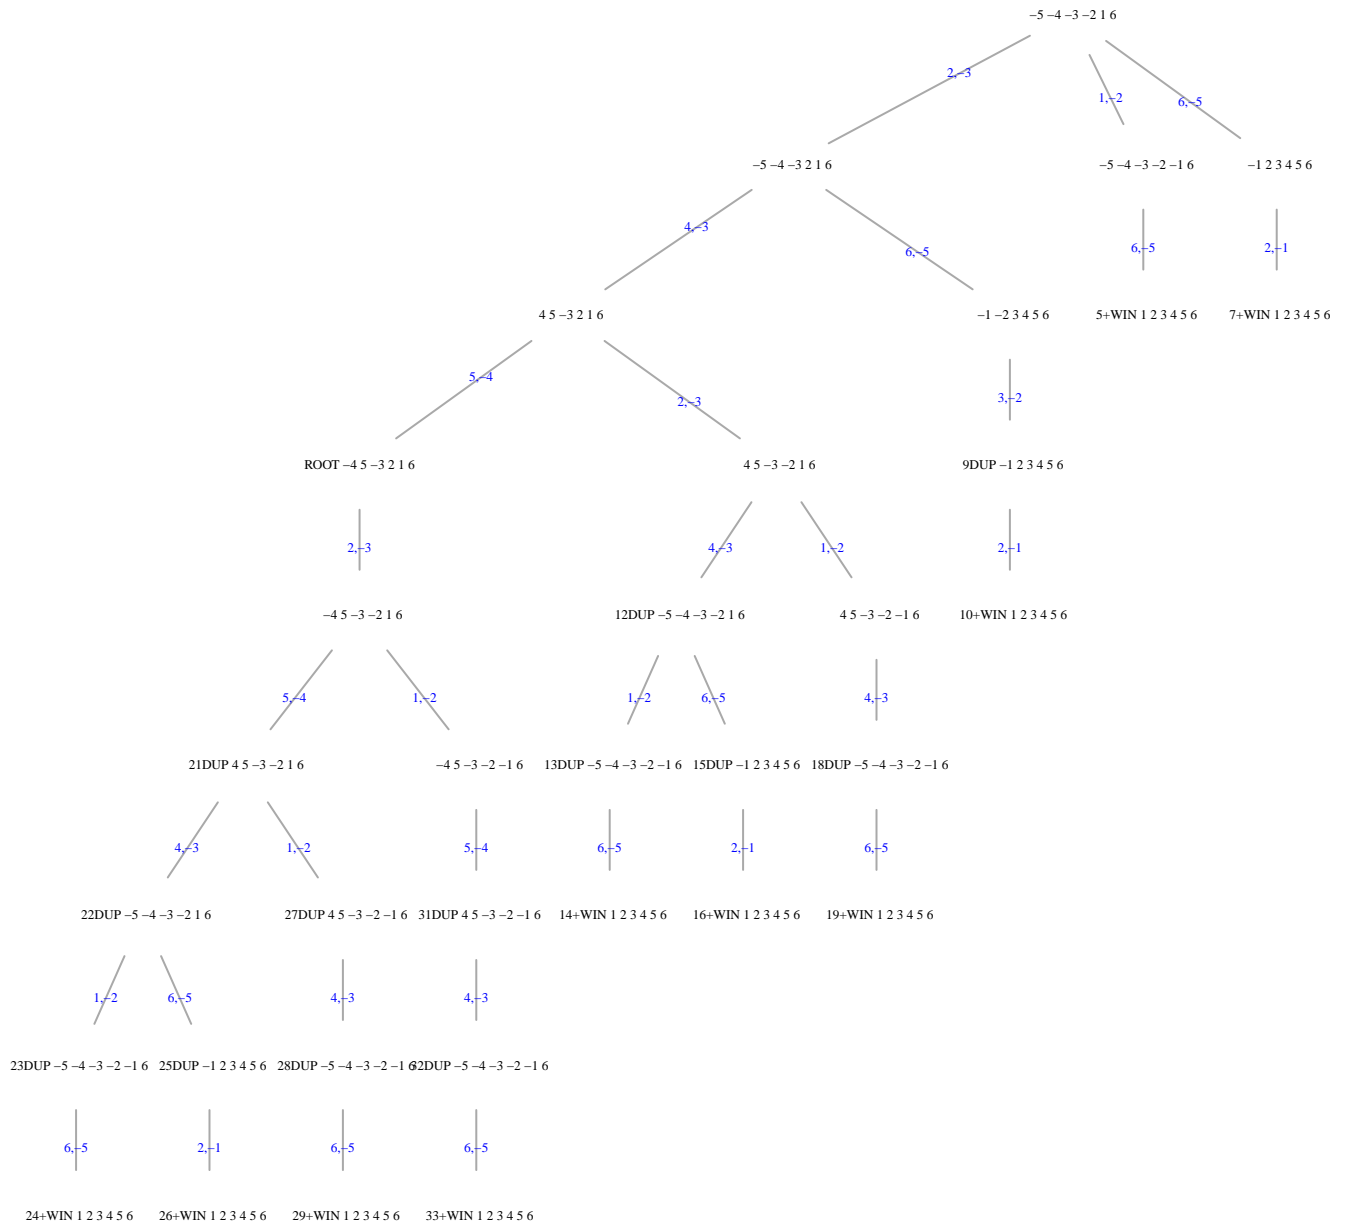 −5 −4 −3 −2 1 6
2,−3
1,−2
6,−5
−5 −4 −3 2 1 6
−5 −4 −3 −2 −1 6
−1 2 3 4 5 6
4,−3
6,−5
6,−5
2,−1
4 5 −3 2 1 6
−1 −2 3 4 5 6
5+WIN 1 2 3 4 5 6
7+WIN 1 2 3 4 5 6
5,−4
2,−3
3,−2
ROOT −4 5 −3 2 1 6
4 5 −3 −2 1 6
9DUP −1 2 3 4 5 6
2,−3
4,−3
1,−2
2,−1
−4 5 −3 −2 1 6
12DUP −5 −4 −3 −2 1 6
4 5 −3 −2 −1 6
10+WIN 1 2 3 4 5 6
5,−4
1,−2
1,−2
6,−5
4,−3
21DUP 4 5 −3 −2 1 6
−4 5 −3 −2 −1 6
13DUP −5 −4 −3 −2 −1 6
15DUP −1 2 3 4 5 6
18DUP −5 −4 −3 −2 −1 6
4,−3
1,−2
5,−4
6,−5
2,−1
6,−5
22DUP −5 −4 −3 −2 1 6
27DUP 4 5 −3 −2 −1 6
31DUP 4 5 −3 −2 −1 6
14+WIN 1 2 3 4 5 6
16+WIN 1 2 3 4 5 6
19+WIN 1 2 3 4 5 6
1,−2
6,−5
4,−3
4,−3
23DUP −5 −4 −3 −2 −1 6
25DUP −1 2 3 4 5 6
28DUP −5 −4 −3 −2 −1 6
32DUP −5 −4 −3 −2 −1 6
6,−5
2,−1
6,−5
6,−5
24+WIN 1 2 3 4 5 6
26+WIN 1 2 3 4 5 6
29+WIN 1 2 3 4 5 6
33+WIN 1 2 3 4 5 6